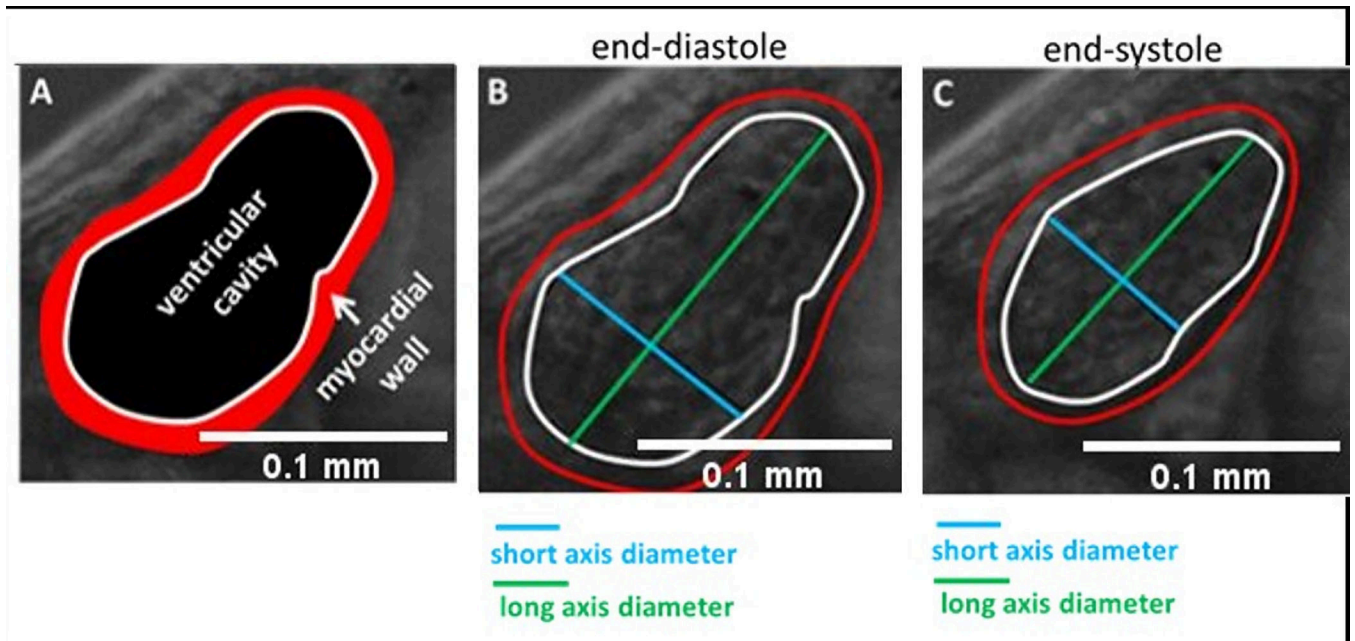 end-diastole
end-systole
A
B
C
ventricular
cavity
myocardial
wall
0.1 mm
0.1 mm
0.1 mm
short axis diameter
long axis diameter
short axis diameter
long axis diameter